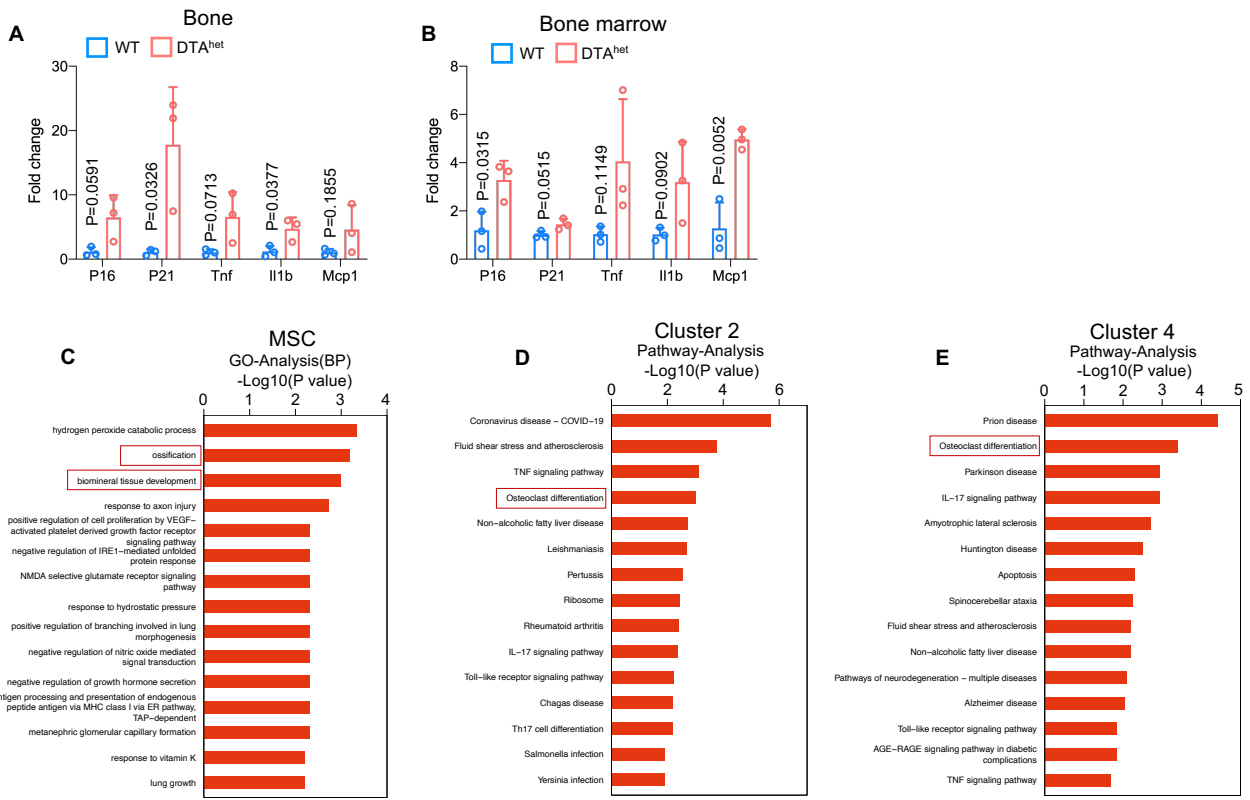 A
Bone
WT
DTAhet
Fold change
30
20
10
0
P=0.0591
P=0.0326
P=0.0713
P=0.0377
P=0.1855
P16
P21
Tnf
Il1b
Mcp1
B
Bone marrow
WT
DTAhet
Fold change
8
6
4
2
0
P=0.0315
P=0.0515
P=0.1149
P=0.0902
P=0.0052
P16
P21
Tnf
Il1b
Mcp1
C
MSC
GO-Analysis(BP)
-Log10(P value)
0 1 2 3 4
hydrogen peroxide catabolic process
ossification
biomineral tissue development
response to axon injury
positive regulation of cell proliferation by VEGF−
activated platelet derived growth factor receptor
signaling pathway
negative regulation of IRE1−mediated unfolded
protein response
NMDA selective glutamate receptor signaling
pathway
response to hydrostatic pressure
positive regulation of branching involved in lung
morphogenesis
negative regulation of nitric oxide mediated
signal transduction
negative regulation of growth hormone secretion
ntigen processing and presentation of endogenous
peptide antigen via MHC class I via ER pathway,
TAP−dependent
metanephric glomerular capillary formation
response to vitamin K
lung growth
D
Cluster 2
Pathway-Analysis
-Log10(P value)
0 2 4 6
Coronavirus disease − COVID−19
Fluid shear stress and atherosclerosis
TNF signaling pathway
Osteoclast differentiation
Non−alcoholic fatty liver disease
Leishmaniasis
Pertussis
Ribosome
Rheumatoid arthritis
IL−17 signaling pathway
Toll−like receptor signaling pathway
Chagas disease
Th17 cell differentiation
Salmonella infection
Yersinia infection
E
Cluster 4
Pathway-Analysis
-Log10(P value)
0 1 2 3 4 5
Prion disease
Osteoclast differentiation
Parkinson disease
IL−17 signaling pathway
Amyotrophic lateral sclerosis
Huntington disease
Apoptosis
Spinocerebellar ataxia
Fluid shear stress and atherosclerosis
Non−alcoholic fatty liver disease
Pathways of neurodegeneration − multiple diseases
Alzheimer disease
Toll−like receptor signaling pathway
AGE−RAGE signaling pathway in diabetic
complications
TNF signaling pathway